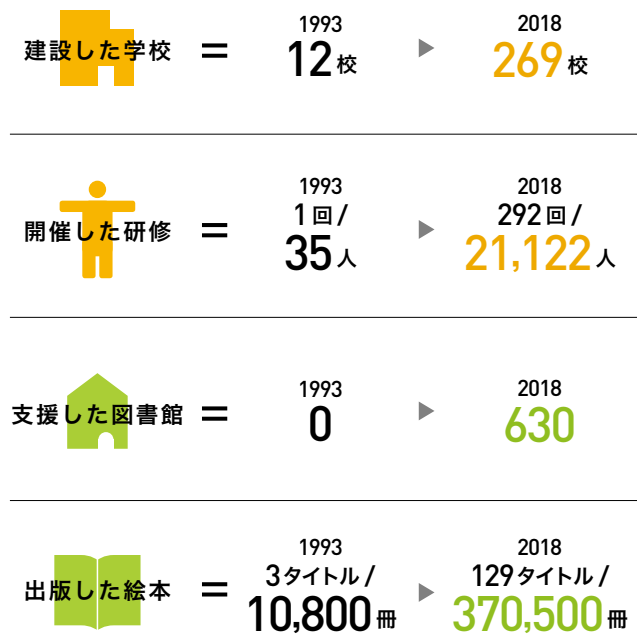 建設した学校 = 1993 12校 ▶ 2018 269校
開催した研修 = 1993 1回/ 35人 ▶ 2018 292回/ 21,122人
支援した図書館 = 1993 0 ▶ 2018 630
出版した絵本 = 1993 3タイトル/ 10,800冊 ▶ 2018 129タイトル/ 370,500冊